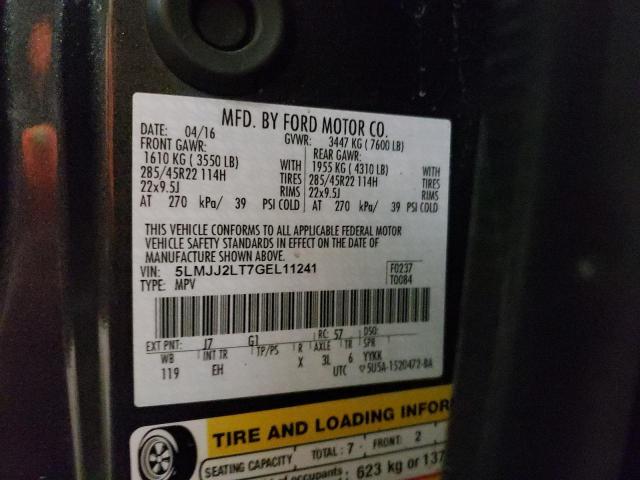 MFD. BY FORD MOTOR CO.
DATE: 04/16 GVWR: 3447 KG ( 7600 LB)
FRONT GAWR: REAR GAWR:
1610 KG ( 3550 LB) WITH 1955 KG ( 4310 LB) WITH
285/45R22 114H TIRES 285/45R22 114H TIRES
22x9.5J RIMS 22x9.5J RIMS
AT 270 kPa/ 39 PSI COLD AT 270 kPa/ 39 PSI COLD
THIS VEHICLE CONFORMS TO ALL APPLICABLE FEDERAL MOTOR
VEHICLE SAFETY STANDARDS IN EFFECT ON THE DATE OF
MANUFACTURE SHOWN ABOVE.
VIN: 5LMJJ2LT7GEL11241 F0237
TYPE: MPV T0084
EXT PNT: J7 G1 RC: 57 DSO:
WB INT TR TP/PS R AXLE TR SPR
119 EH X 3L 6 YYKK
UTC 5U5A-1520472-BA
TIRE AND LOADING INFOR
SEATING CAPACITY TOTAL: 7 FRONT: 2
occupants 623 kg or 137